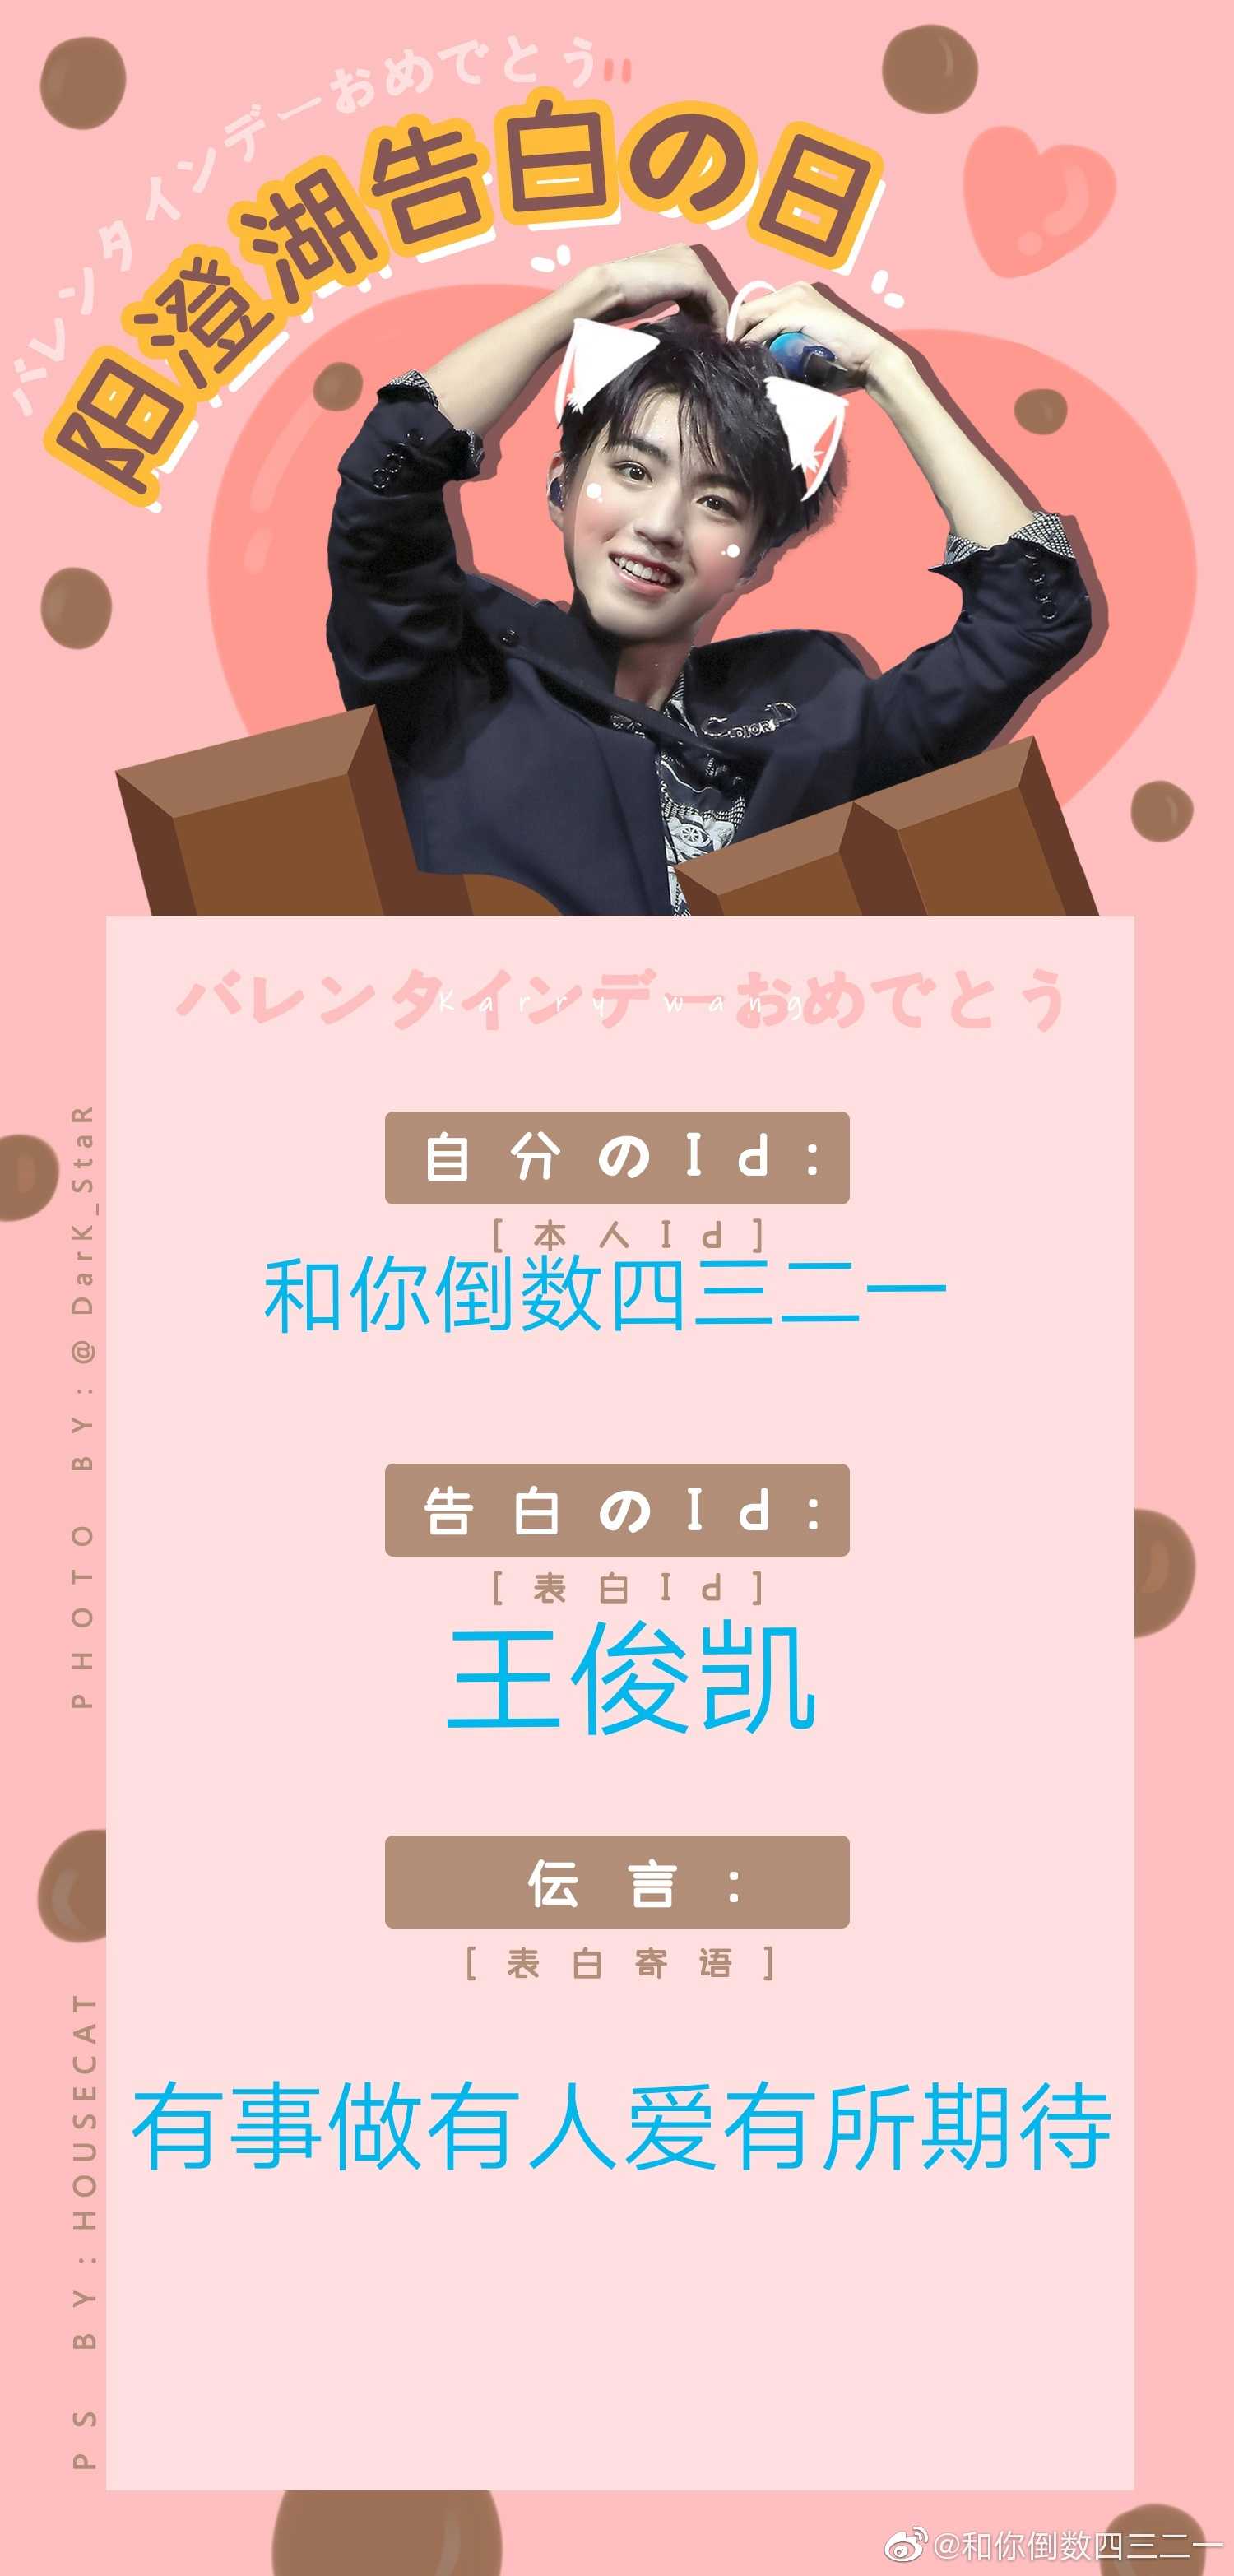 バレンタインデーおめでとう
阳澄湖告白の日
DIOR
バレンタインデーおめでとう
Karry wang
自分のId:
[本人Id]
和你倒数四三二一
告白のId:
[表白Id]
王俊凯
伝言:
[表白寄语]
有事做有人爱有所期待
PHOTO BY:@DarK_StaR
PS BY:HOUSECAT
@和你倒数四三二一